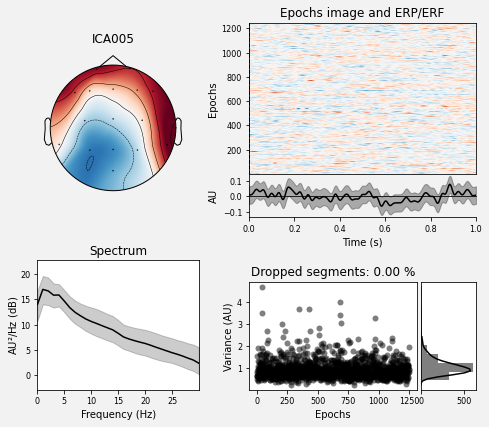 ICA005
Epochs image and ERP/ERF
Epochs
1200
1000
800
600
400
200
AU
0.1
0.0
−0.1
0.0 0.2 0.4 0.6 0.8 1.0
Time (s)
Spectrum
AU²/Hz (dB)
20
15
10
5
0
0 5 10 15 20 25
Frequency (Hz)
Dropped segments: 0.00 %
Variance (AU)
4
3
2
1
0 250 500 750 1000 12500 500
Epochs